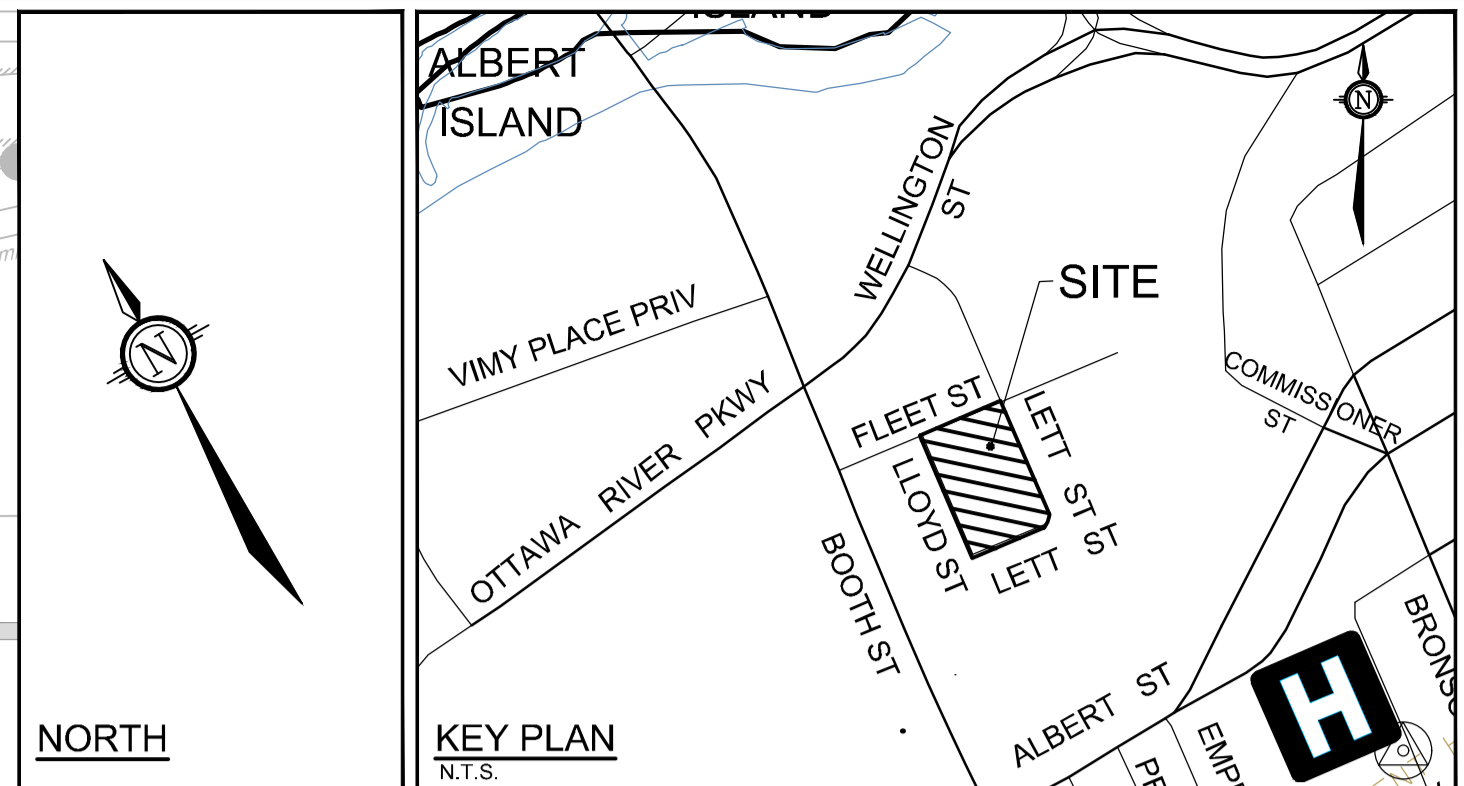 N
NORTH
ISLAND
ALBERT
ISLAND
N
WELLINGTON
ST
SITE
VIMY PLACE PRIV
OTTAWA RIVER PKWY
FLEET ST
LETT ST
LLOYD ST
LETT ST
COMMISSIONER
ST
BOOTH ST
ALBERT ST
H
KEY PLAN
N.T.S.